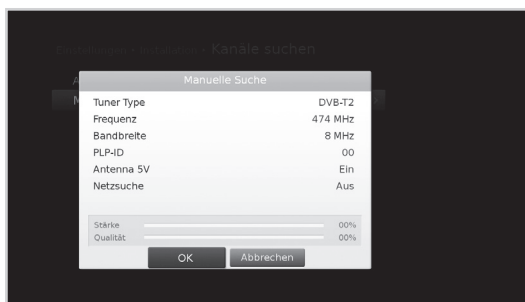 Einstellungen • Installation • Kanäle suchen
Manuelle Suche
Tuner Type DVB-T2
Frequenz 474 MHz
Bandbreite 8 MHz
PLP-ID 00
Antenna 5V Ein
Netzsuche Aus
Stärke 00%
Qualität 00%
OK Abbrechen